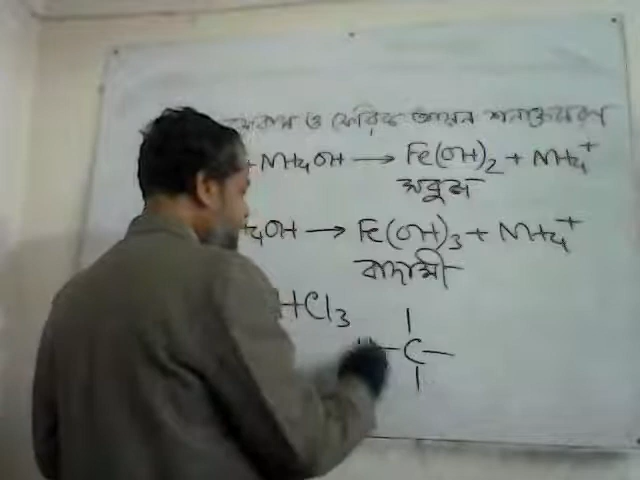 ও ফেরিক আয়ন শনাক্তকরণ
+ NH4OH → Fe(OH)2 + NH4+
সবুজ
4OH → Fe(OH)3 + NH4+
বাদামী
HCl3
C